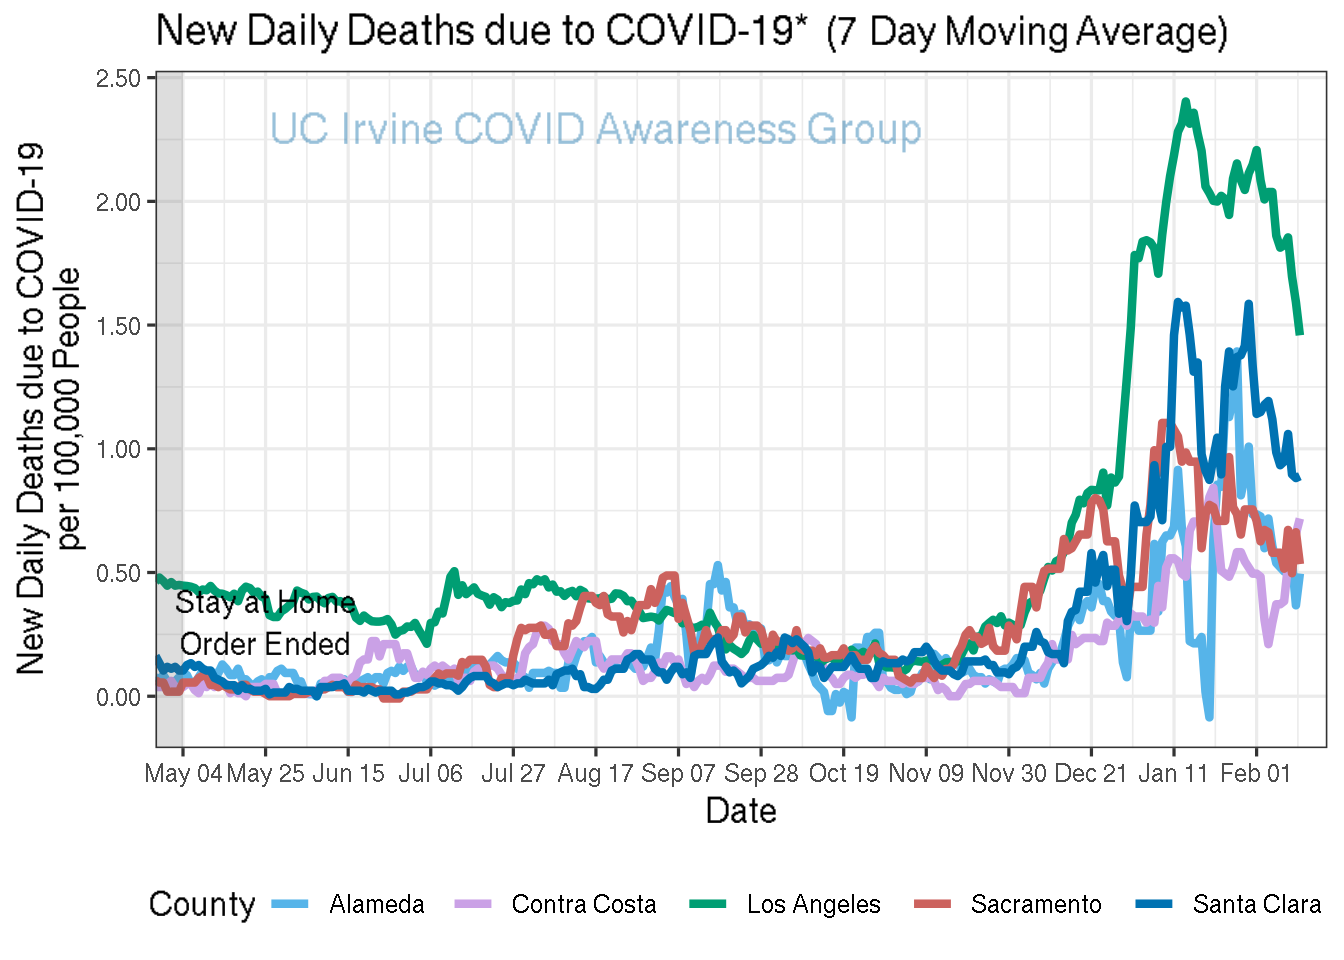 New Daily Deaths due to COVID-19* (7 Day Moving Average)
UC Irvine COVID Awareness Group
New Daily Deaths due to COVID-19
per 100,000 People
2.50
2.00
1.50
1.00
0.50
0.00
Stay at Home
Order Ended
May 04 May 25 Jun 15 Jul 06 Jul 27 Aug 17 Sep 07 Sep 28 Oct 19 Nov 09 Nov 30 Dec 21 Jan 11 Feb 01
Date
County Alameda Contra Costa Los Angeles Sacramento Santa Clara